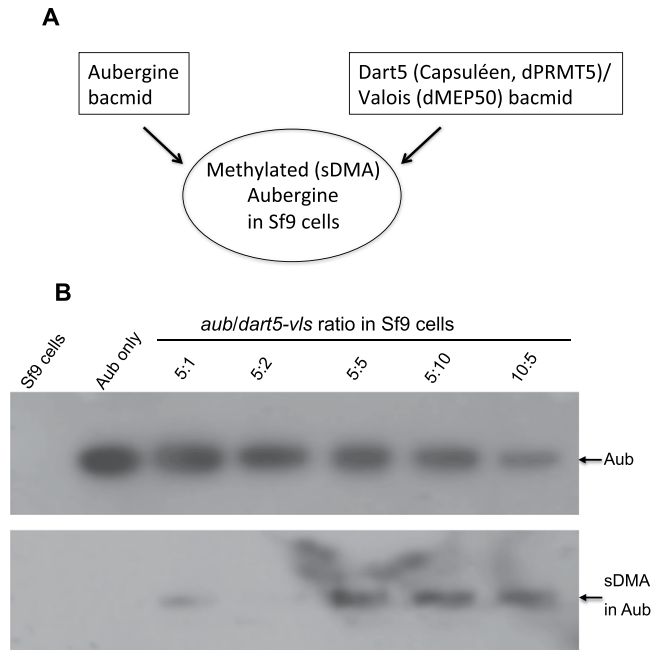 A
Aubergine
bacmid
Dart5 (Capsuléen, dPRMT5)/
Valois (dMEP50) bacmid
Methylated (sDMA)
Aubergine
in Sf9 cells
B
aub/dart5-vls ratio in Sf9 cells
Sf9 cells
Aub only
5:1
5:2
5:5
5:10
10:5
Aub
sDMA
in Aub